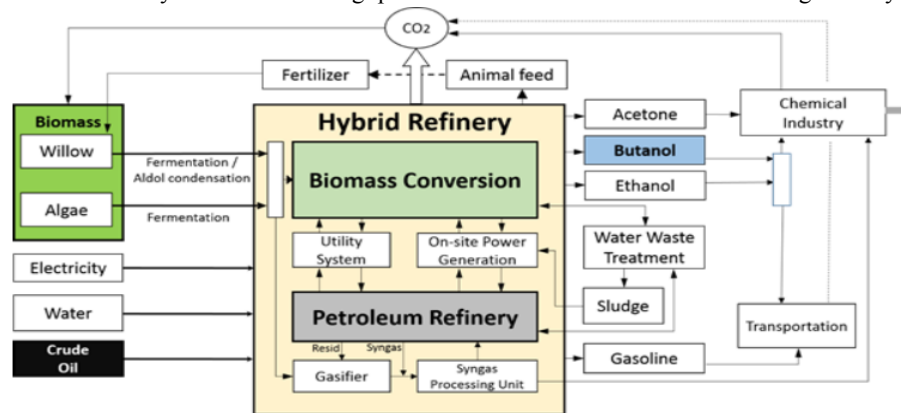 CO2
Fertilizer
Animal feed
Biomass
Willow
Algae
Fermentation /
Aldol condensation
Fermentation
Electricity
Water
Crude
Oil
Hybrid Refinery
Biomass Conversion
Utility
System
On-site Power
Generation
Petroleum Refinery
Resid
Syngas
Gasifier
Syngas
Processing Unit
Acetone
Butanol
Ethanol
Water Waste
Treatment
Sludge
Gasoline
Chemical
Industry
Transportation